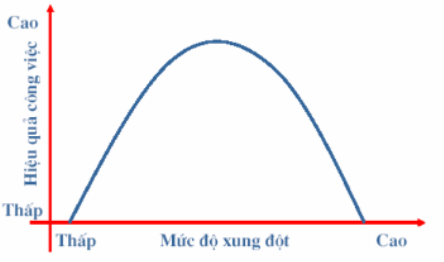 Cao
Hiệu quả công việc
Thấp
Thấp
Mức độ xung đột
Cao